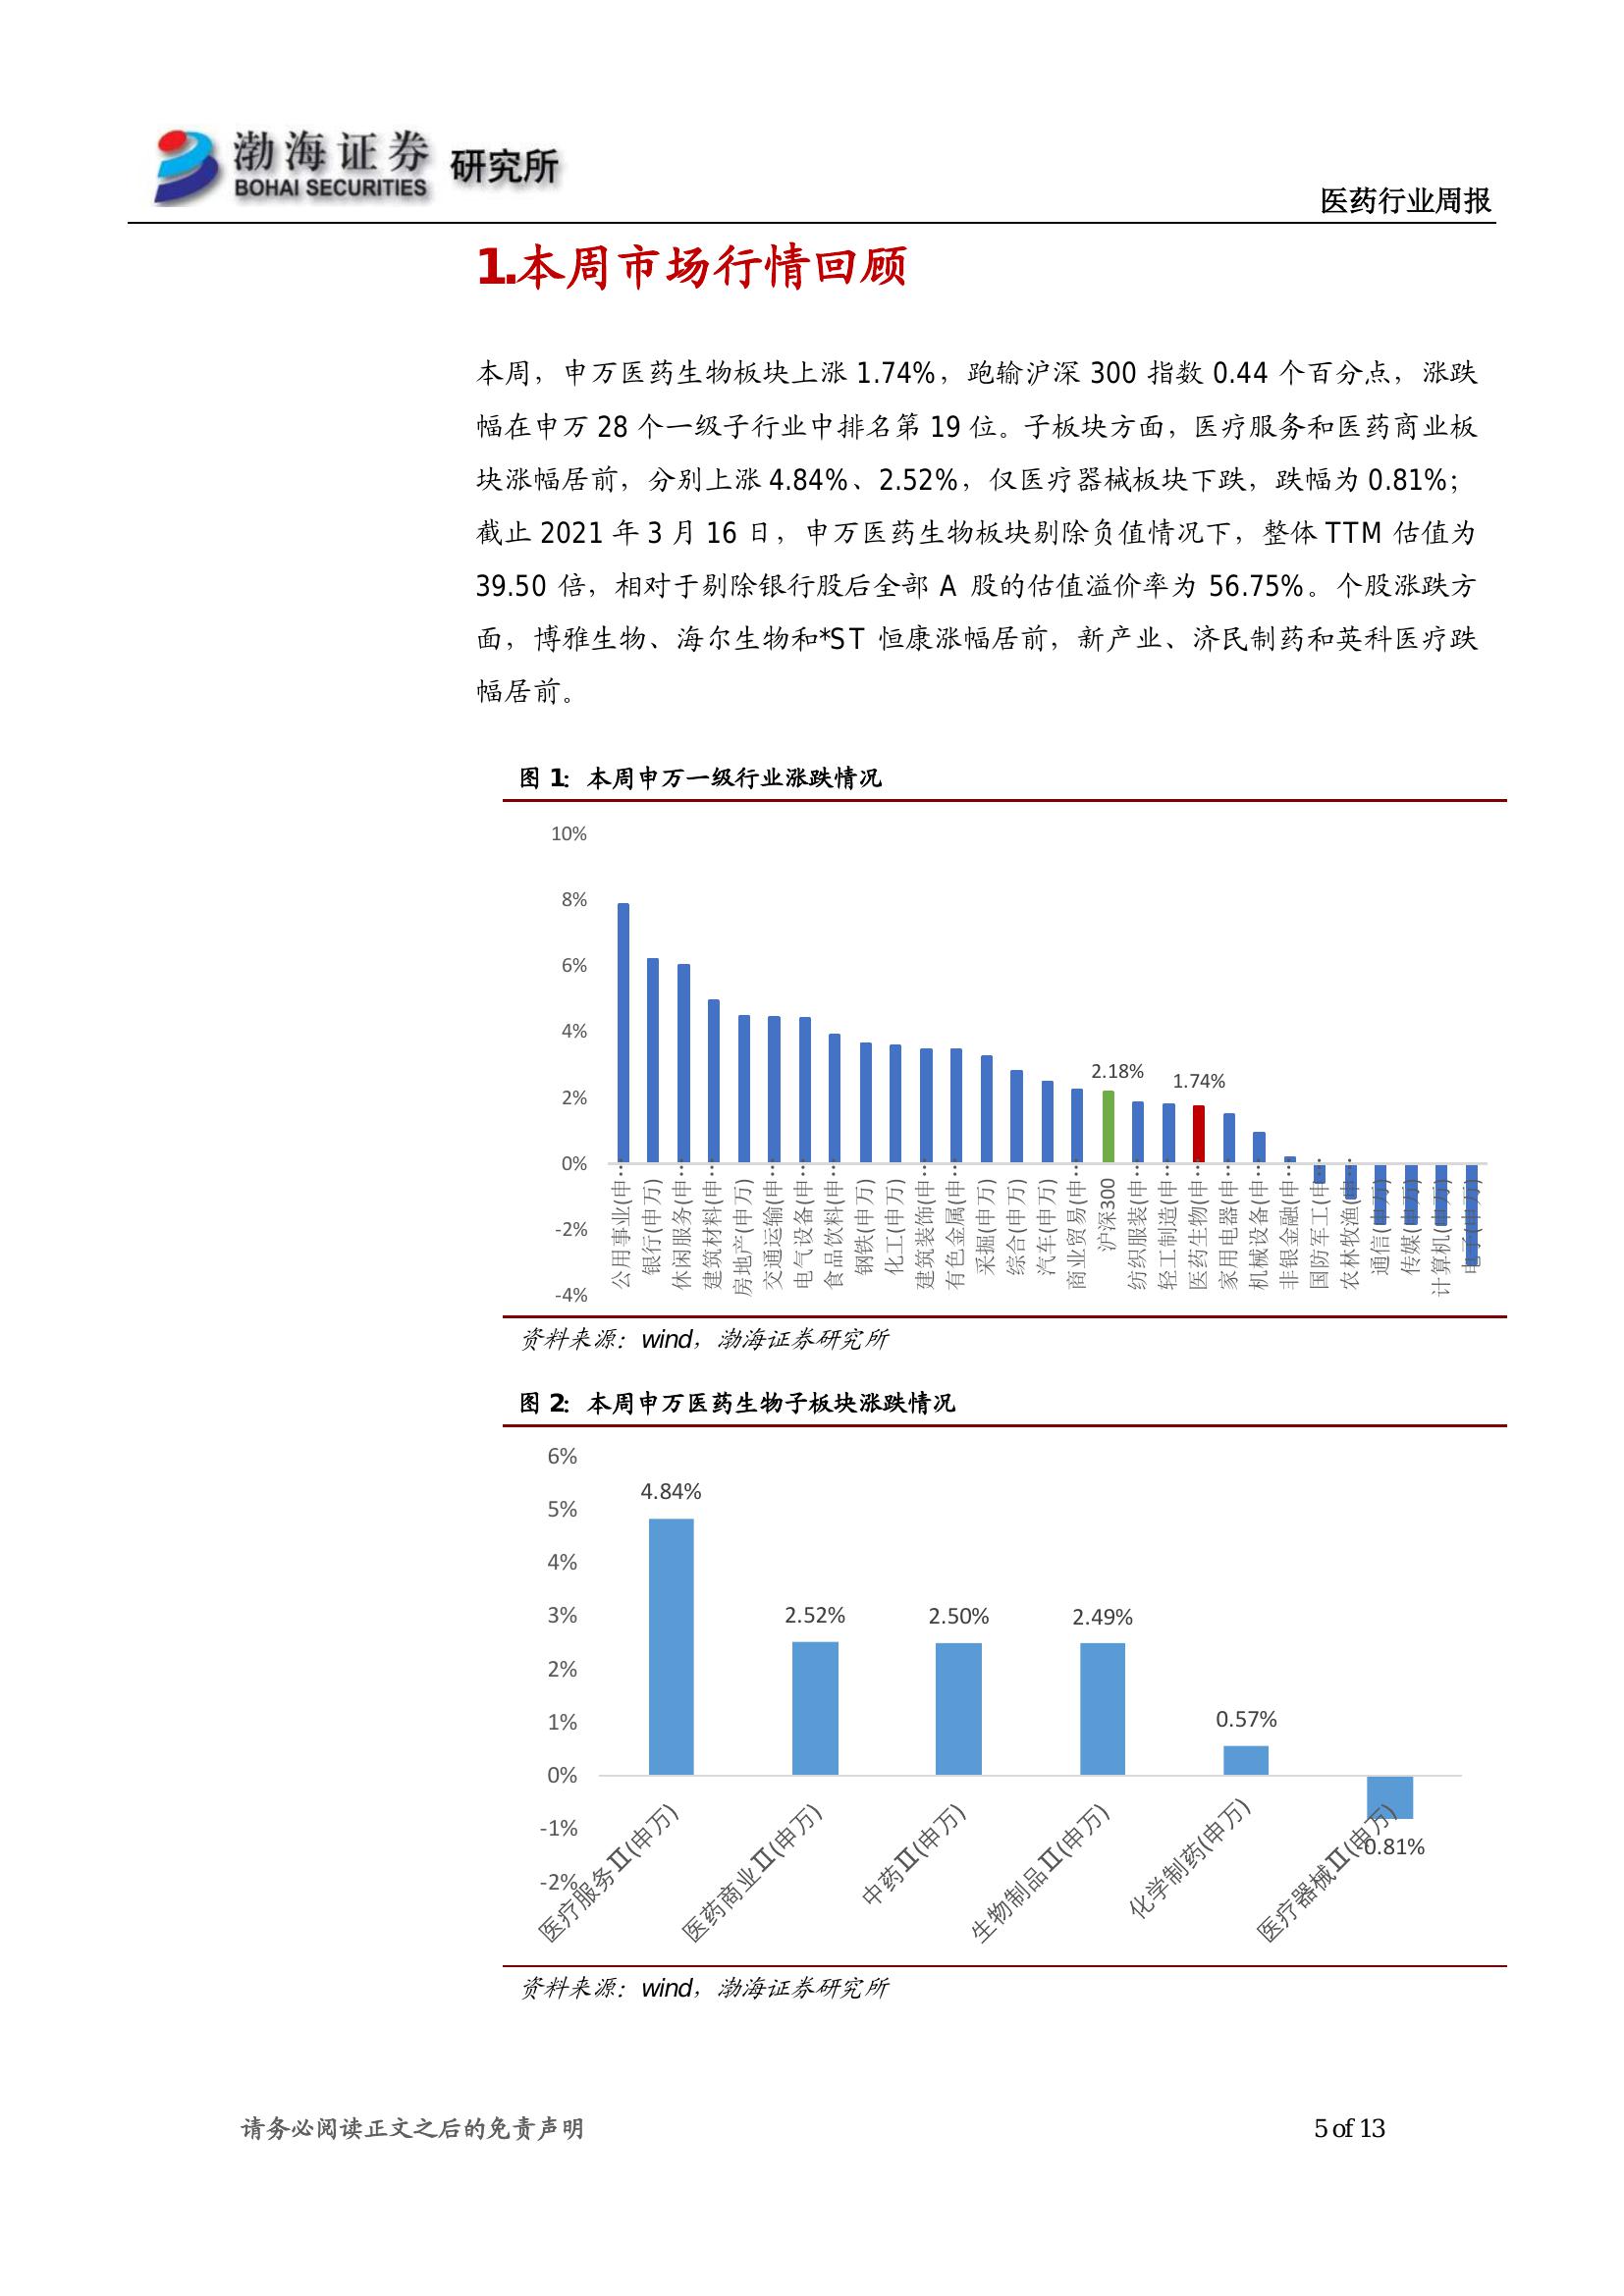 渤海证券 研究所
BOHAI SECURITIES
医药行业周报
1.本周市场行情回顾
本周，申万医药生物板块上涨 1.74%，跑输沪深 300 指数 0.44 个百分点，涨跌
幅在申万 28 个一级子行业中排名第 19 位。子板块方面，医疗服务和医药商业板
块涨幅居前，分别上涨 4.84%、2.52%，仅医疗器械板块下跌，跌幅为 0.81%；
截止 2021 年 3 月 16 日，申万医药生物板块剔除负值情况下，整体 TTM 估值为
39.50 倍，相对于剔除银行股后全部 A 股的估值溢价率为 56.75%。个股涨跌方
面，博雅生物、海尔生物和*ST 恒康涨幅居前，新产业、济民制药和英科医疗跌
幅居前。
图 1：本周申万一级行业涨跌情况
10%
8%
6%
4%
2%
0%
-2%
-4%
2.18%
1.74%
公用事业(申…
银行(申万)
休闲服务(申…
建筑材料(申…
房地产(申万)
交通运输(申…
电气设备(申…
食品饮料(申…
钢铁(申万)
化工(申万)
建筑装饰(申…
有色金属(申…
采掘(申万)
综合(申万)
汽车(申万)
商业贸易(申…
沪深300
纺织服装(申…
轻工制造(申…
医药生物(申…
家用电器(申…
机械设备(申…
非银金融(申…
国防军工(申…
农林牧渔(申…
通信(申万)
传媒(申万)
计算机(申万)
电子(申万)
资料来源：wind，渤海证券研究所
图 2：本周申万医药生物子板块涨跌情况
6%
5%
4%
3%
2%
1%
0%
-1%
-2%
4.84%
2.52%
2.50%
2.49%
0.57%
-0.81%
医疗服务II(申万)
医药商业II(申万)
中药II(申万)
生物制品II(申万)
化学制药(申万)
医疗器械II(申万)
资料来源：wind，渤海证券研究所
请务必阅读正文之后的免责声明
5 of 13